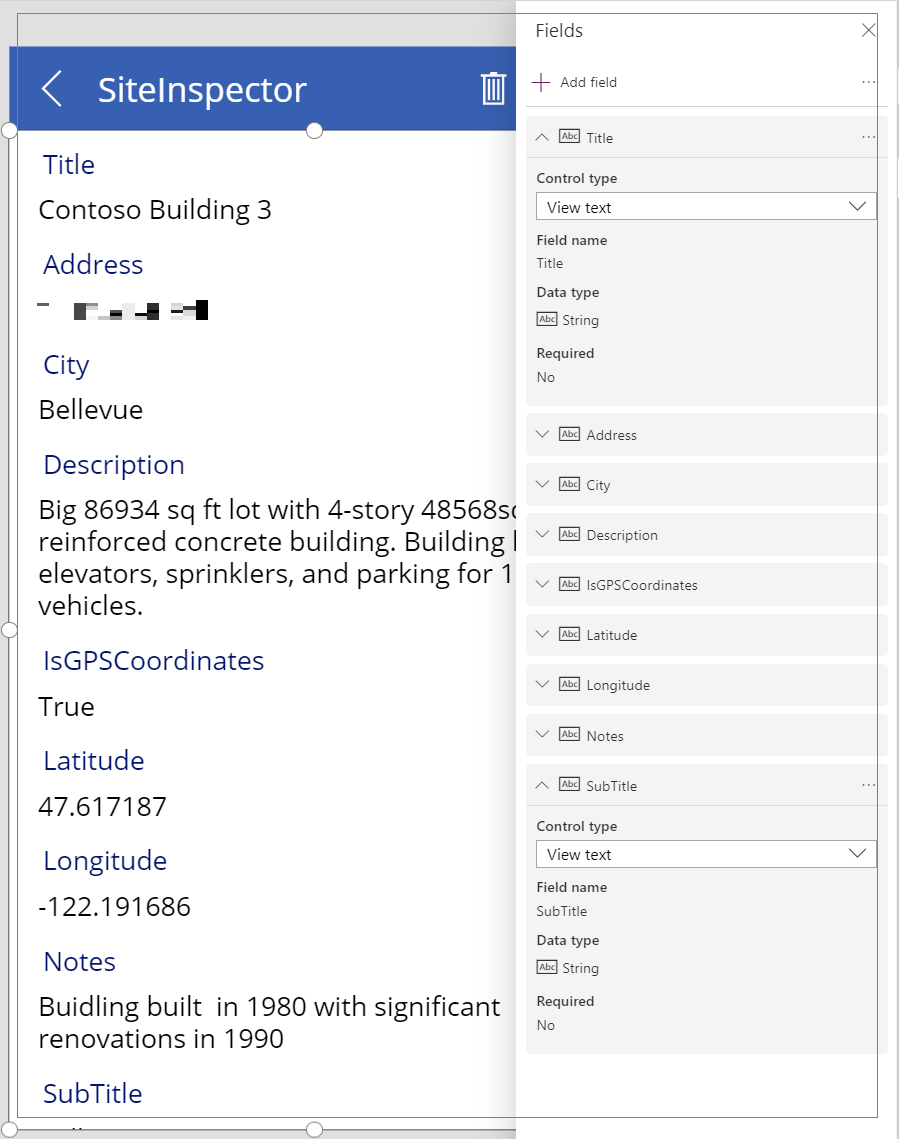 SiteInspector
Title
Contoso Building 3
Address
City
Bellevue
Description
Big 86934 sq ft lot with 4-story
reinforced concrete building. Building
elevators, sprinklers, and parking for
vehicles.
IsGPSCoordinates
True
Latitude
47.617187
Longitude
-122.191686
Notes
Buidling built  in 1980 with significant
renovations in 1990
SubTitle
Fields
Add field
Abc Title
Control type
View text
Field name
Title
Data type
Abc String
Required
No
Abc Address
Abc City
Abc Description
Abc IsGPSCoordinates
Abc Latitude
Abc Longitude
Abc Notes
Abc SubTitle
Control type
View text
Field name
SubTitle
Data type
Abc String
Required
No